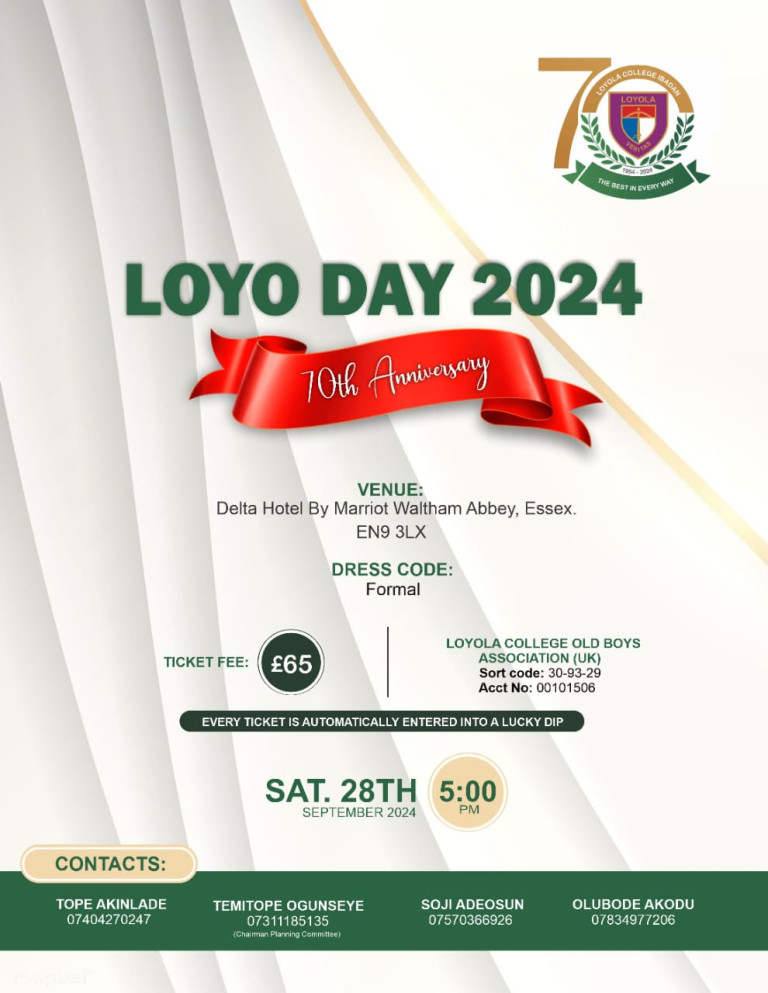 70
LOYOLA COLLEGE IBADAN
LOYOLA
VERITAS
1954 - 2024
THE BEST IN EVERY WAY
LOYO DAY 2024
70th Anniversary
VENUE:
Delta Hotel By Marriot Waltham Abbey, Essex.
EN9 3LX
DRESS CODE:
Formal
TICKET FEE:
£65
LOYOLA COLLEGE OLD BOYS
ASSOCIATION (UK)
Sort code: 30-93-29
Acct No: 00101506
EVERY TICKET IS AUTOMATICALLY ENTERED INTO A LUCKY DIP
SAT. 28TH
SEPTEMBER 2024
5:00
PM
CONTACTS:
TOPE AKINLADE
07404270247
TEMITOPE OGUNSEYE
07311185135
(Chairman Planning Committee)
SOJI ADEOSUN
07570366926
OLUBODE AKODU
07834977206